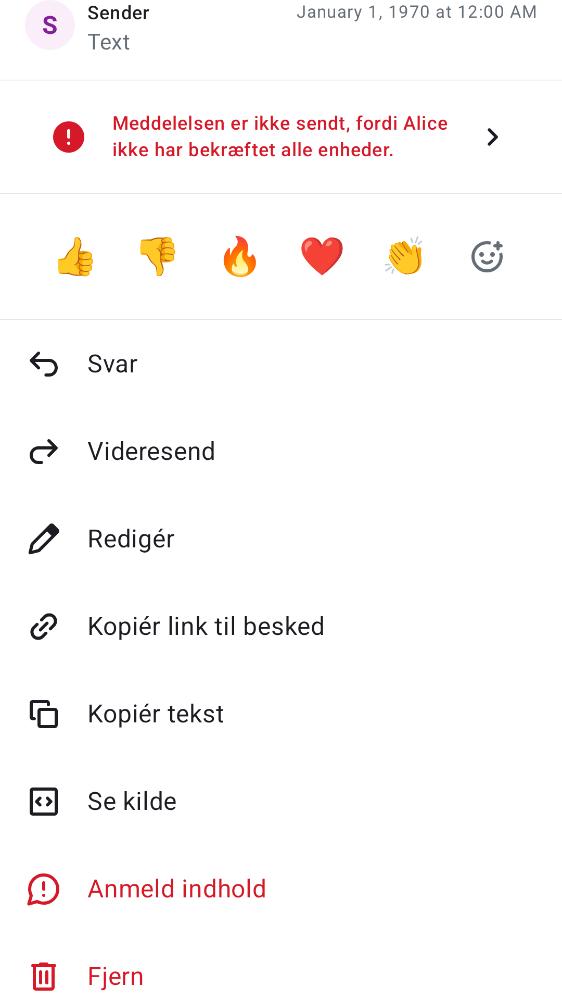 S
Sender
January 1, 1970 at 12:00 AM
Text
Meddelelsen er ikke sendt, fordi Alice
ikke har bekræftet alle enheder.
Svar
Videresend
Redigér
Kopiér link til besked
Kopiér tekst
Se kilde
Anmeld indhold
Fjern